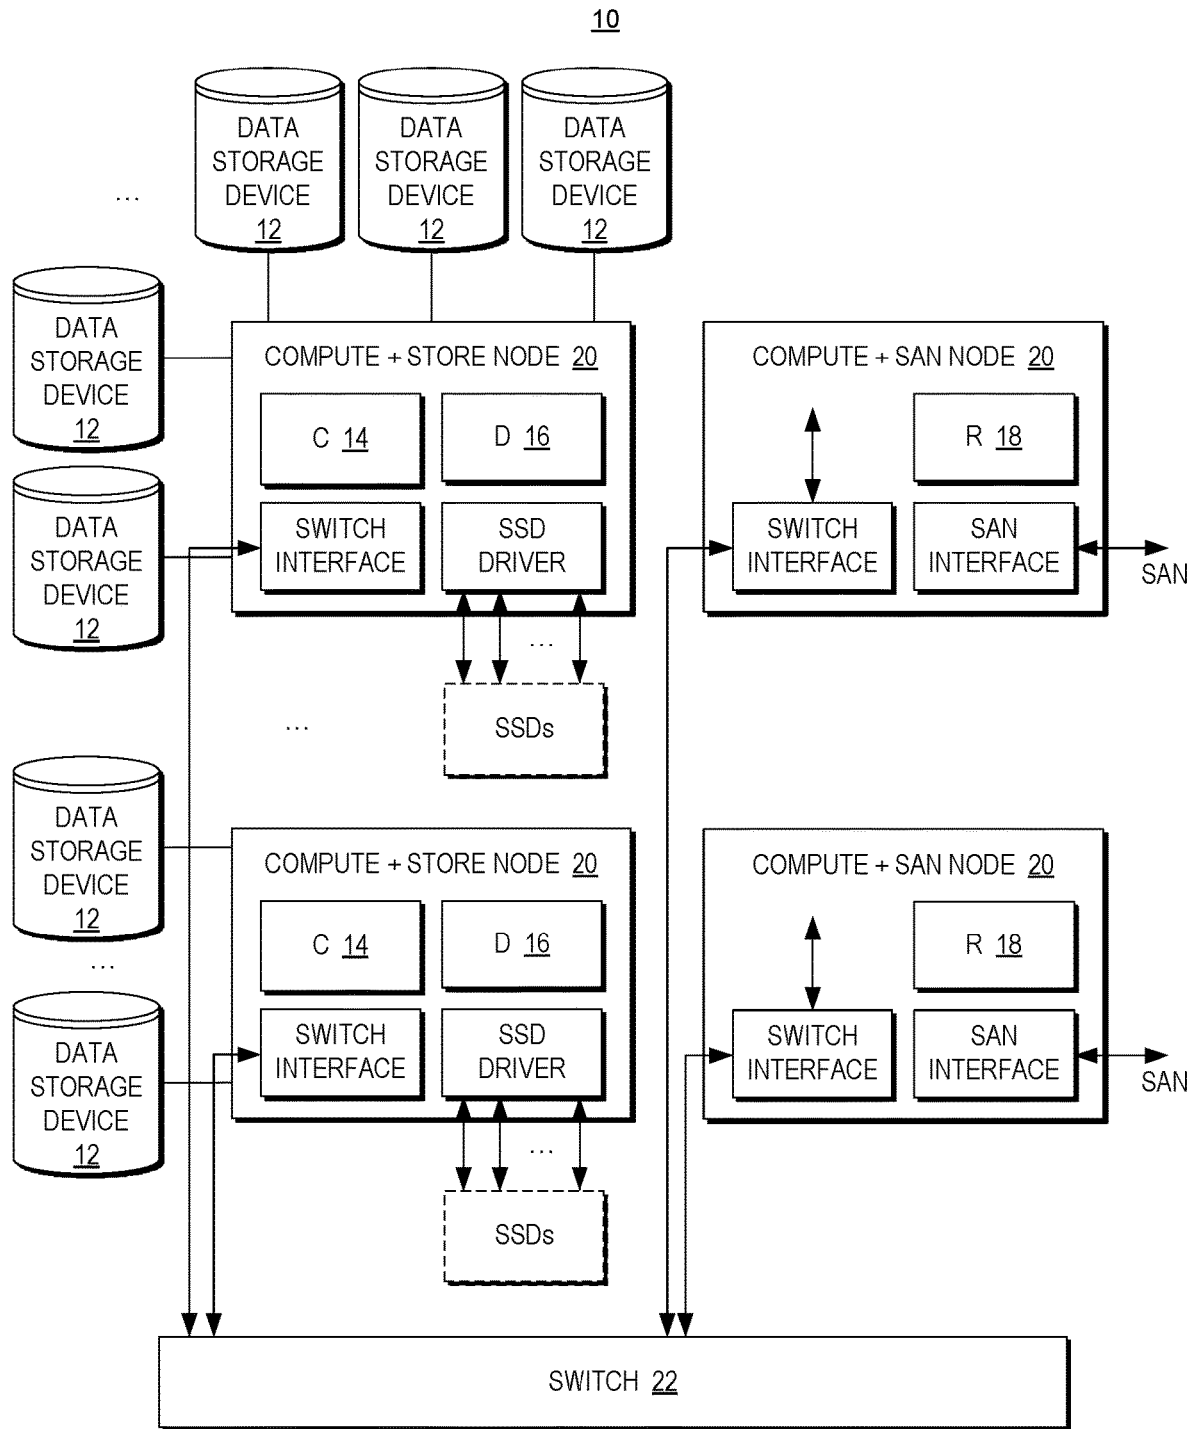 10
DATA
STORAGE
DEVICE
12
DATA
STORAGE
DEVICE
12
DATA
STORAGE
DEVICE
12
...
DATA
STORAGE
DEVICE
12
DATA
STORAGE
DEVICE
12
COMPUTE + STORE NODE 20
C 14
D 16
SWITCH
INTERFACE
SSD
DRIVER
...
SSDs
COMPUTE + SAN NODE 20
R 18
SWITCH
INTERFACE
SAN
INTERFACE
SAN
...
DATA
STORAGE
DEVICE
12
...
DATA
STORAGE
DEVICE
12
COMPUTE + STORE NODE 20
C 14
D 16
SWITCH
INTERFACE
SSD
DRIVER
...
SSDs
COMPUTE + SAN NODE 20
R 18
SWITCH
INTERFACE
SAN
INTERFACE
SAN
SWITCH 22